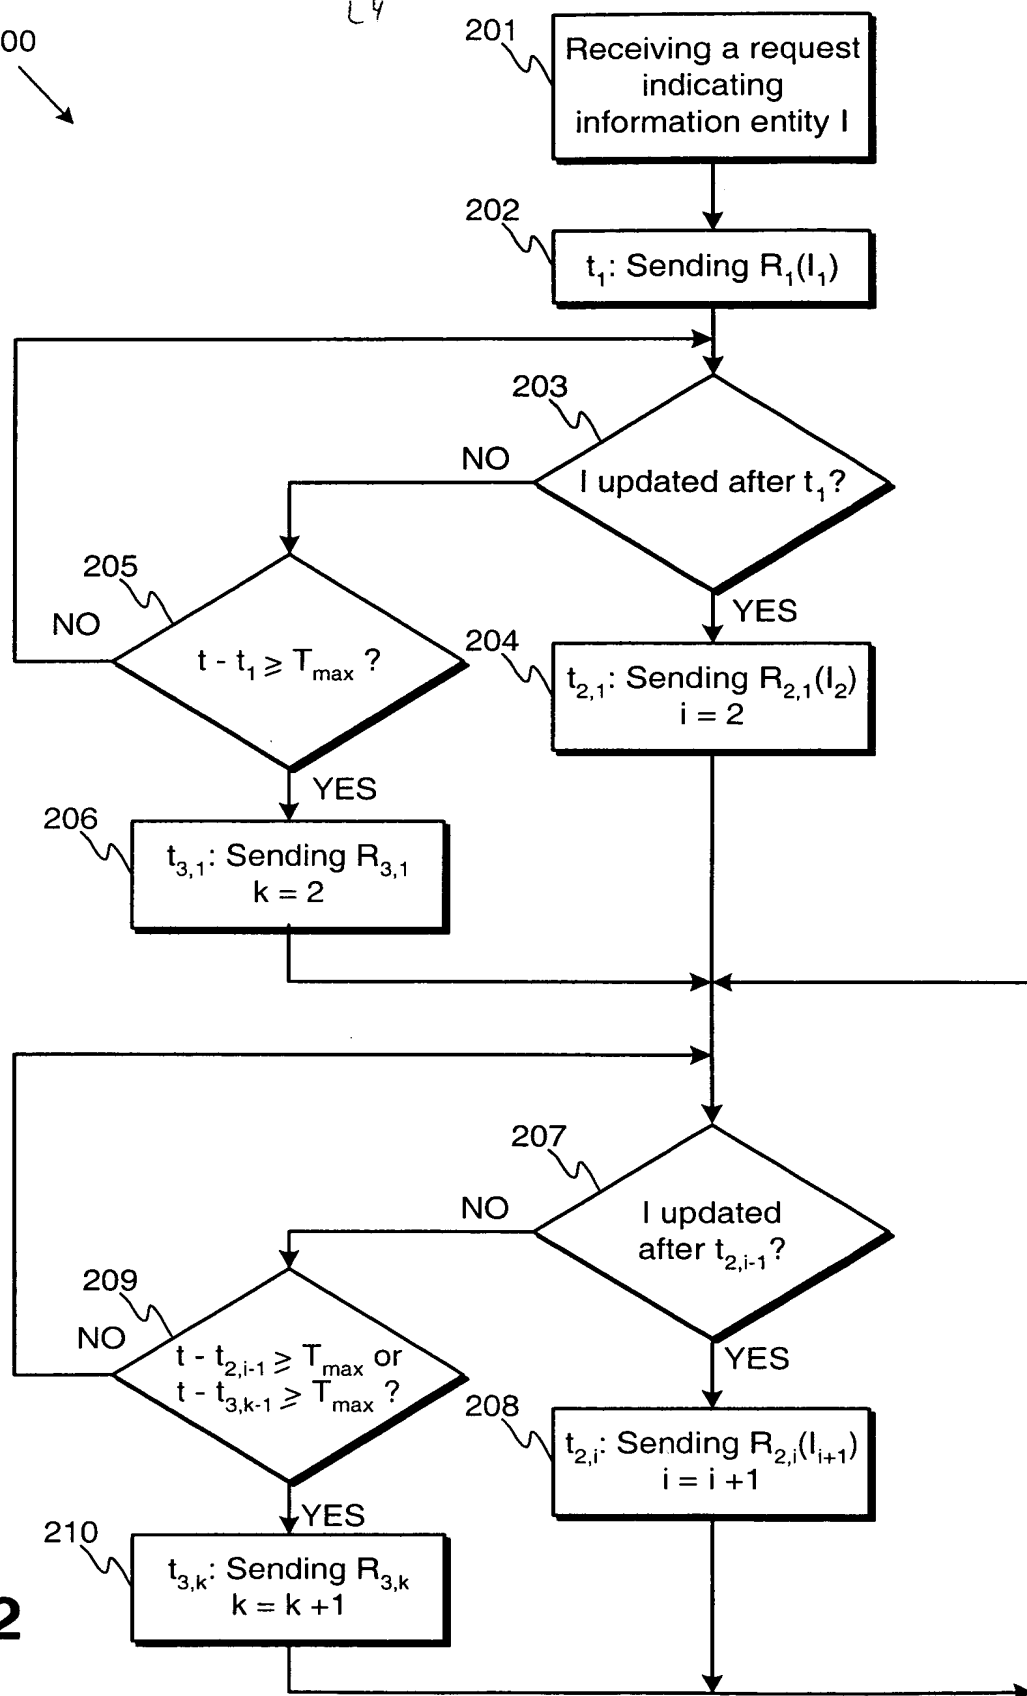 00
201
Receiving a request
indicating
information entity I
202
t₁: Sending R₁(I₁)
203
I updated after t₁?
NO
YES
205
t - t₁ ⩾ Tmax ?
NO
YES
204
t2,1: Sending R2,1(I₂)
i = 2
206
t3,1: Sending R3,1
k = 2
207
I updated
after t2,i-1?
NO
YES
209
t - t2,i-1 ⩾ Tmax or
t - t3,k-1 ⩾ Tmax ?
NO
YES
208
t2,i: Sending R2,i(Ii+1)
i = i +1
210
t3,k: Sending R3,k
k = k +1
2